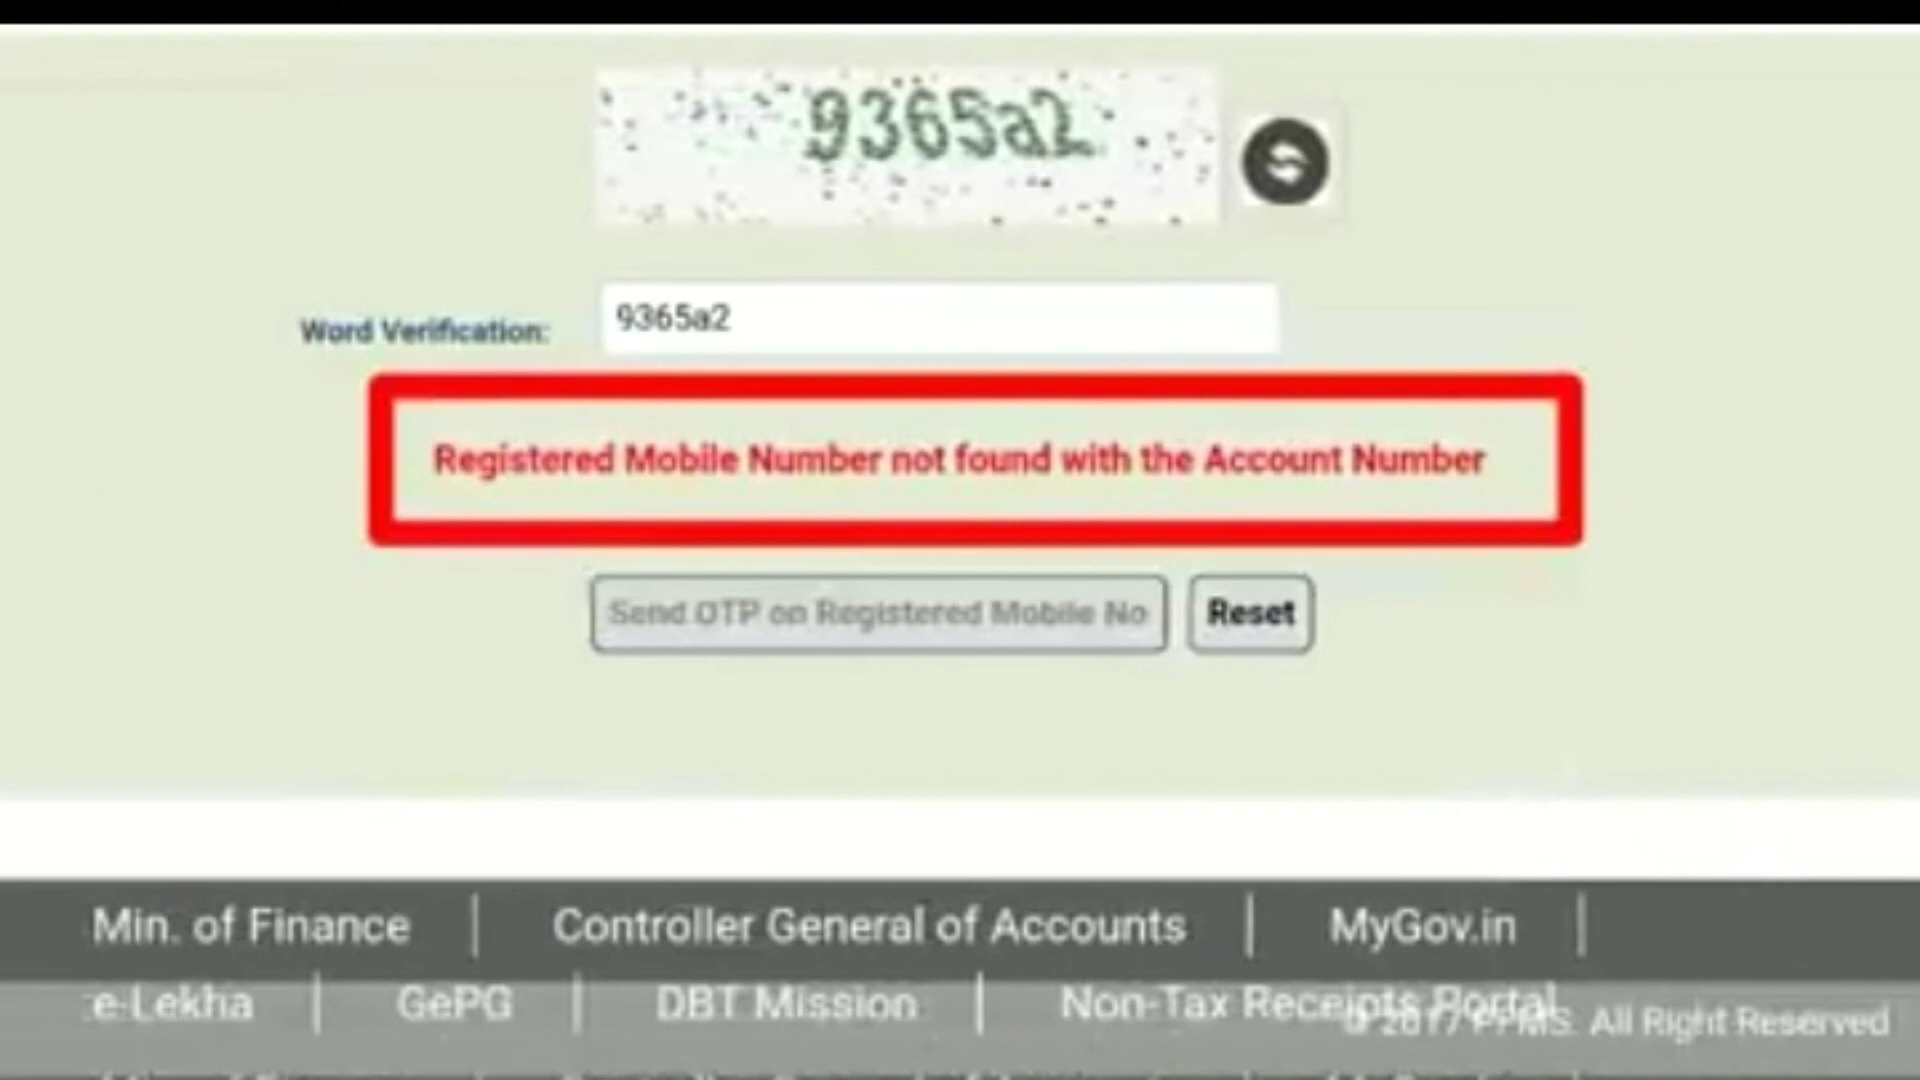 9365a2
Word Verification: 9365a2
Registered Mobile Number not found with the Account Number
Send OTP on Registered Mobile No Reset
Min. of Finance | Controller General of Accounts | MyGov.in |
e-Lekha | GePG | DBT Mission | Non-Tax Receipts Portal
© 2017 PFMS. All Right Reserved